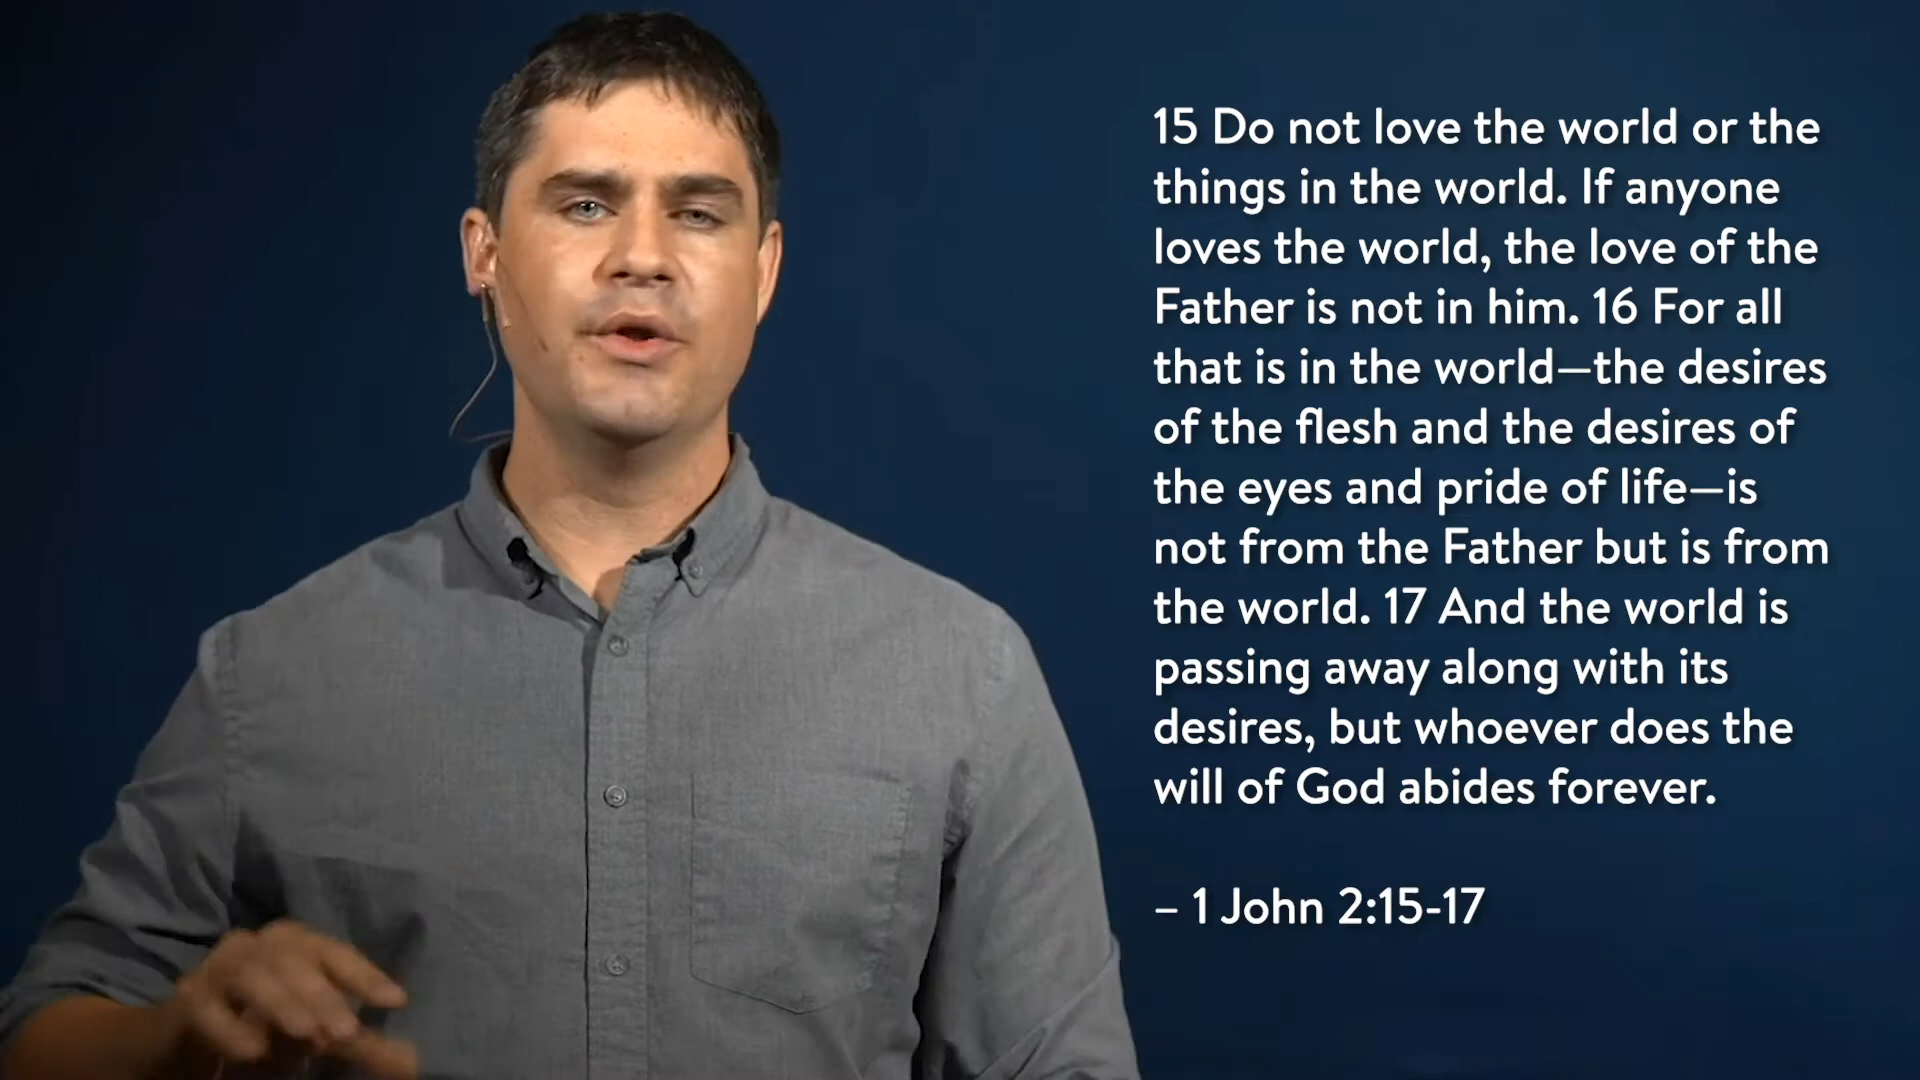 15 Do not love the world or the
things in the world. If anyone
loves the world, the love of the
Father is not in him. 16 For all
that is in the world—the desires
of the flesh and the desires of
the eyes and pride of life—is
not from the Father but is from
the world. 17 And the world is
passing away along with its
desires, but whoever does the
will of God abides forever.
– 1 John 2:15-17